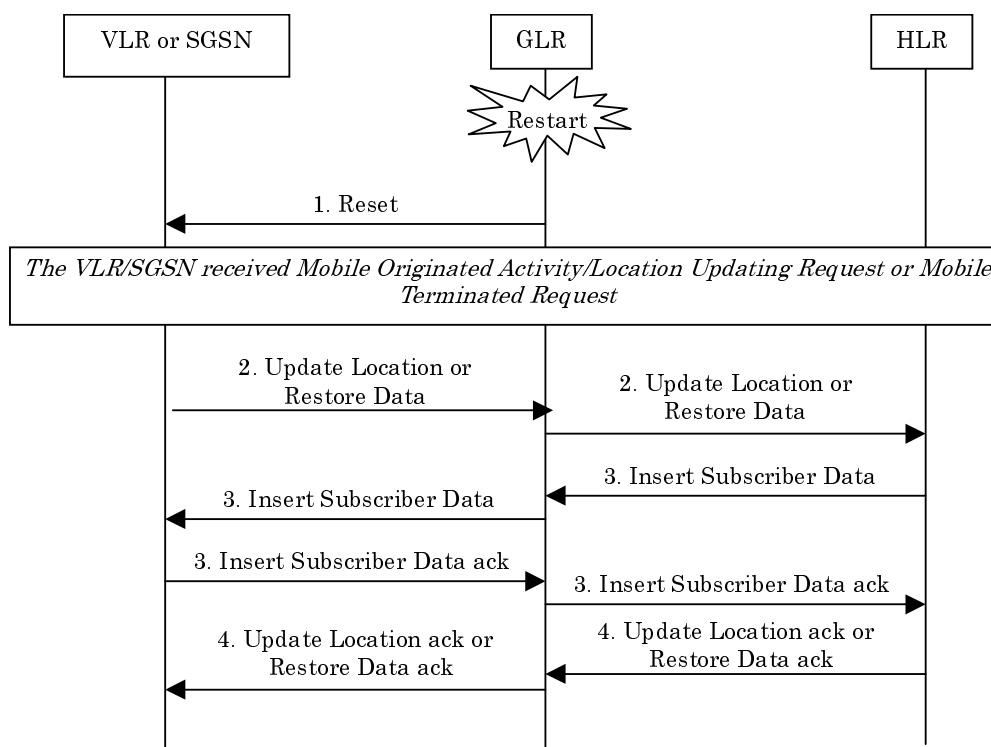 VLR or SGSN
GLR
HLR
Restart
1. Reset
The VLR/SGSN received Mobile Originated Activity/Location Updating Request or Mobile
Terminated Request
2. Update Location or
Restore Data
2. Update Location or
Restore Data
3. Insert Subscriber Data
3. Insert Subscriber Data
3. Insert Subscriber Data ack
3. Insert Subscriber Data ack
4. Update Location ack or
Restore Data ack
4. Update Location ack or
Restore Data ack